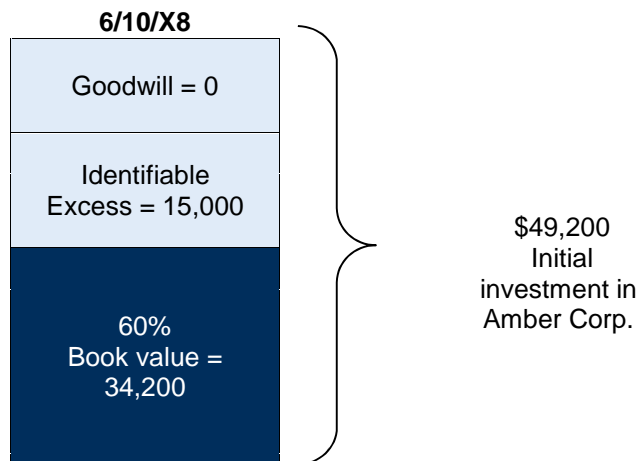 6/10/X8
Goodwill = 0
Identifiable
Excess = 15,000
60%
Book value =
34,200
$49,200
Initial
investment in
Amber Corp.